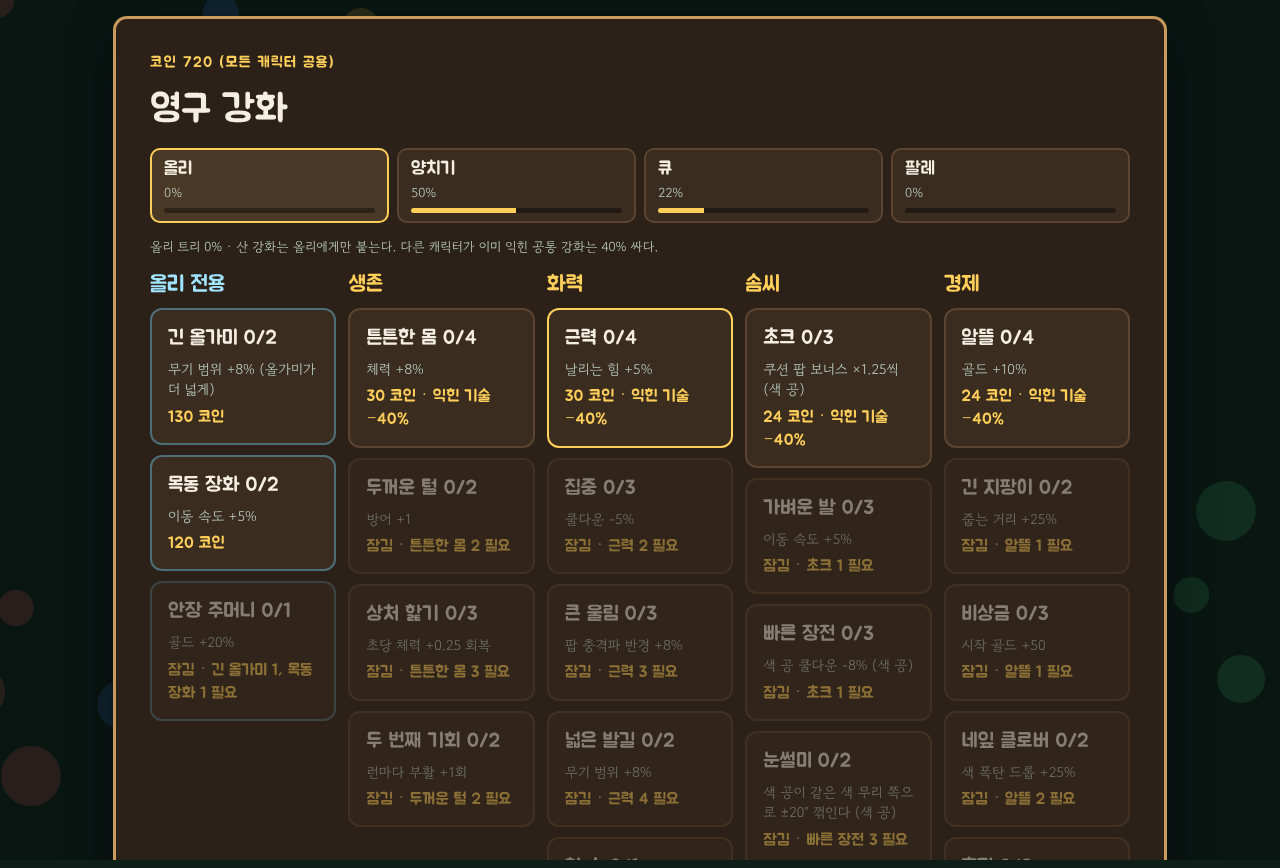 코인 720 (모든 캐릭터 공용)
영구 강화
올리
0%
양치기
50%
큐
22%
팔레
0%
올리 트리 0% · 산 강화는 올리에게만 붙는다. 다른 캐릭터가 이미 익힌 공통 강화는 40% 싸다.
올리 전용
긴 올가미 0/2
무기 범위 +8% (올가미가
더 넓게)
130 코인
목동 장화 0/2
이동 속도 +5%
120 코인
안장 주머니 0/1
골드 +20%
잠김 · 긴 올가미 1, 목동
장화 1 필요
생존
튼튼한 몸 0/4
체력 +8%
30 코인 · 익힌 기술
−40%
두꺼운 털 0/2
방어 +1
잠김 · 튼튼한 몸 2 필요
상처 핥기 0/3
초당 체력 +0.25 회복
잠김 · 튼튼한 몸 3 필요
두 번째 기회 0/2
런마다 부활 +1회
잠김 · 두꺼운 털 2 필요
화력
근력 0/4
날리는 힘 +5%
30 코인 · 익힌 기술
−40%
집중 0/3
쿨다운 -5%
잠김 · 근력 2 필요
큰 울림 0/3
팝 충격파 반경 +8%
잠김 · 근력 3 필요
넓은 발길 0/2
무기 범위 +8%
잠김 · 근력 4 필요
솜씨
초크 0/3
쿠션 팝 보너스 ×1.25씩
(색 공)
24 코인 · 익힌 기술
−40%
가벼운 발 0/3
이동 속도 +5%
잠김 · 초크 1 필요
빠른 장전 0/3
색 공 쿨다운 -8% (색 공)
잠김 · 초크 1 필요
눈썰미 0/2
색 공이 같은 색 무리 쪽으
로 ±20° 꺾인다 (색 공)
잠김 · 빠른 장전 3 필요
경제
알뜰 0/4
골드 +10%
24 코인 · 익힌 기술
−40%
긴 지팡이 0/2
줍는 거리 +25%
잠김 · 알뜰 1 필요
비상금 0/3
시작 골드 +50
잠김 · 알뜰 1 필요
네잎 클로버 0/2
색 폭탄 드롭 +25%
잠김 · 알뜰 2 필요